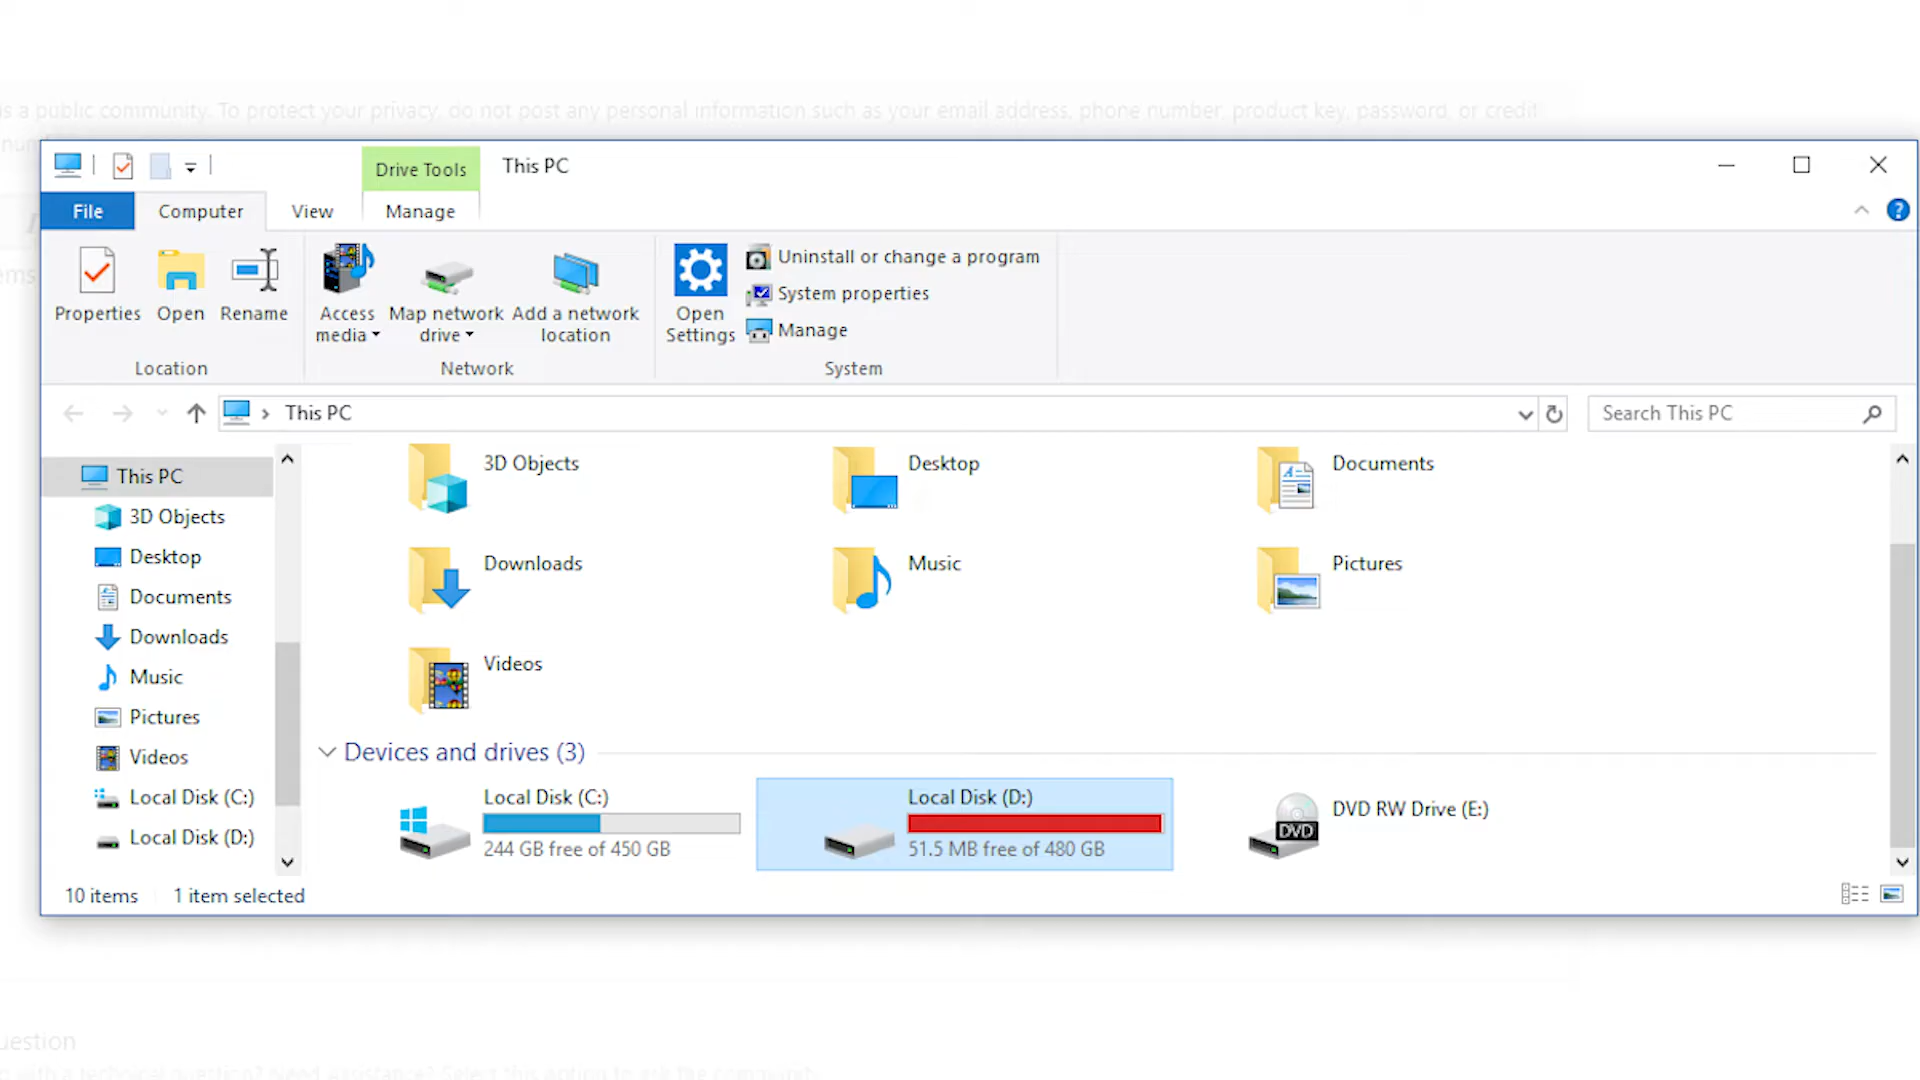 is a public community. To protect your privacy, do not post any personal information such as your email address, phone number, product key, password, or credit
Drive Tools
This PC
File
Computer
View
Manage
Properties
Open
Rename
Access media
Map network drive
Add a network location
Open Settings
Uninstall or change a program
System properties
Manage
Location
Network
System
This PC
Search This PC
This PC
3D Objects
Desktop
Documents
Downloads
Music
Pictures
Videos
Local Disk (C:)
Local Disk (D:)
3D Objects
Desktop
Documents
Downloads
Music
Pictures
Videos
Devices and drives (3)
Local Disk (C:)
244 GB free of 450 GB
Local Disk (D:)
51.5 MB free of 480 GB
DVD
DVD RW Drive (E:)
10 items
1 item selected
uestion